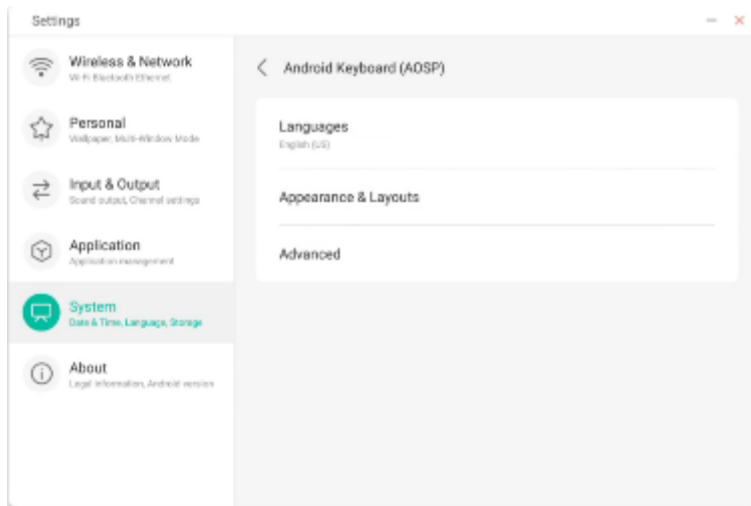 Settings
Wireless & Network
Wi-Fi Bluetooth Ethernet
Personal
Wallpaper, Multi-Window Mode
Input & Output
Sound output, Channel settings
Application
Application management
System
Date & Time, Language, Storage
About
Legal information, Android version
Android Keyboard (AOSP)
Languages
English (US)
Appearance & Layouts
Advanced